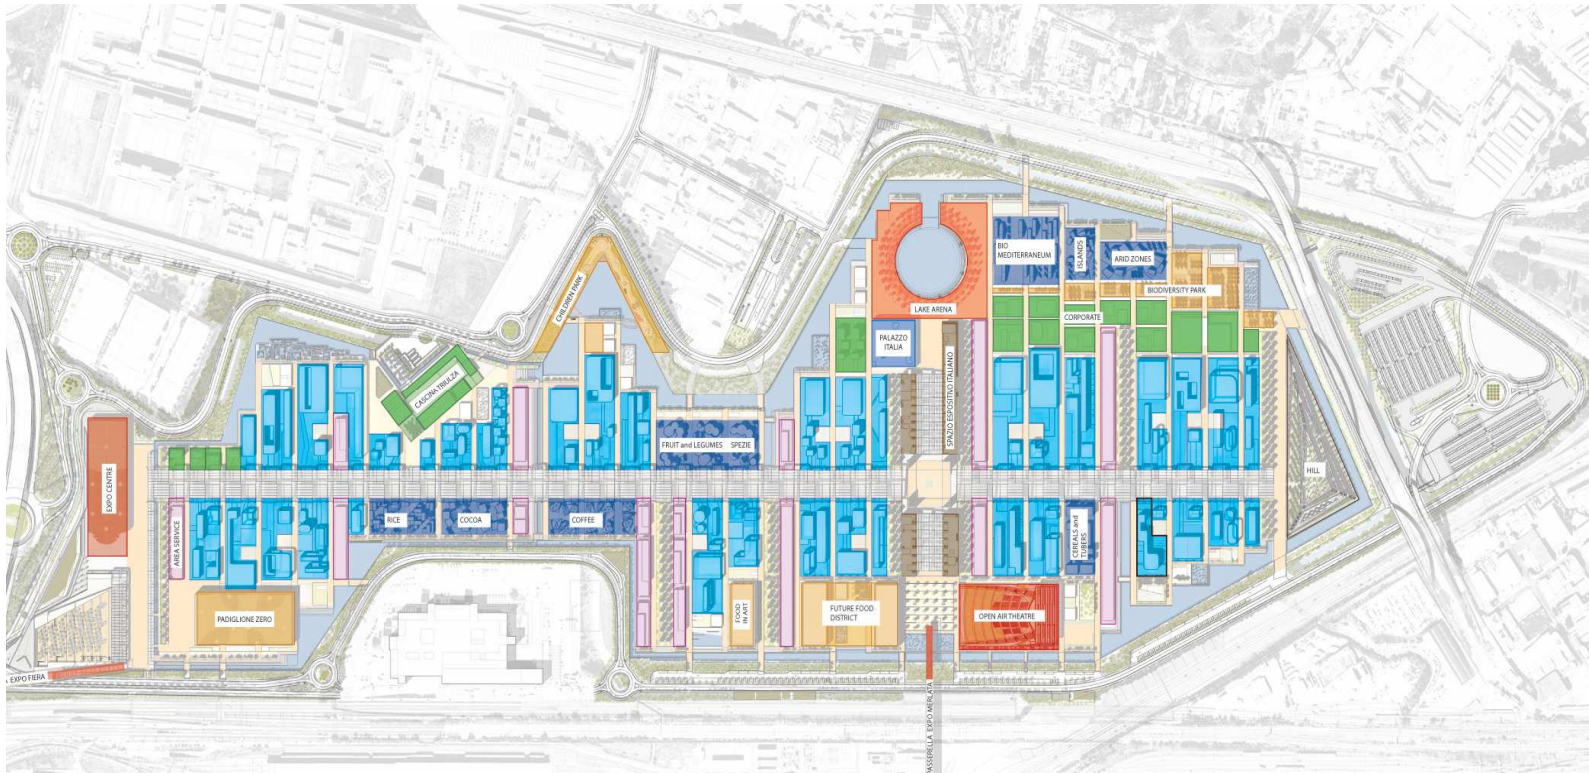 BIO
MEDITERRANEUM
ISLANDS
ARID ZONES
BIODIVERSITY PARK
CHILDREN PARK
LAKE ARENA
CORPORATE
PALAZZO
ITALIA
SPAZIO ESPOSITIVO ITALIANO
CASCINA TRIULZA
FRUIT and LEGUMES
SPEZIE
HILL
EXPO CENTRE
AREA SERVICE
RICE
COCOA
COFFEE
CEREALS and
TUBERS
PADIGLIONE ZERO
FOOD
IN ART
FUTURE FOOD
DISTRICT
OPEN AIR THEATRE
A EXPO FIERA
PASSERELLA EXPO MERLATA